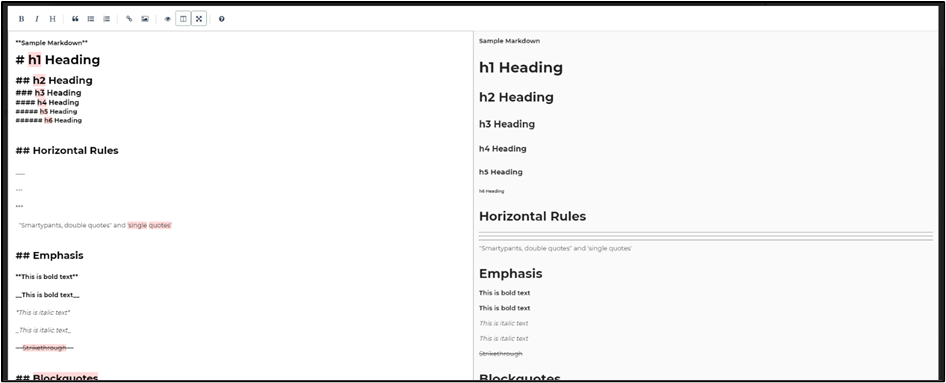 B I H
**Sample Markdown**
# h1 Heading
## h2 Heading
### h3 Heading
#### h4 Heading
##### h5 Heading
###### h6 Heading
## Horizontal Rules
___
---
***
"Smartypants, double quotes" and 'single quotes'
## Emphasis
**This is bold text**
__This is bold text__
*This is italic text*
_This is italic text_
~~Strikethrough~~
## Blockquotes
Sample Markdown
h1 Heading
h2 Heading
h3 Heading
h4 Heading
h5 Heading
h6 Heading
Horizontal Rules
"Smartypants, double quotes" and 'single quotes'
Emphasis
This is bold text
This is bold text
This is italic text
This is italic text
Strikethrough
Blockquotes